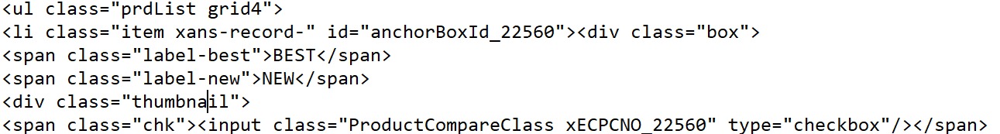 <ul class="prdList grid4">
<li class="item xans-record-" id="anchorBoxId_22560"><div class="box">
<span class="label-best">BEST</span>
<span class="label-new">NEW</span>
<div class="thumbnail">
<span class="chk"><input class="ProductCompareClass xECPCNO_22560" type="checkbox"/></span>